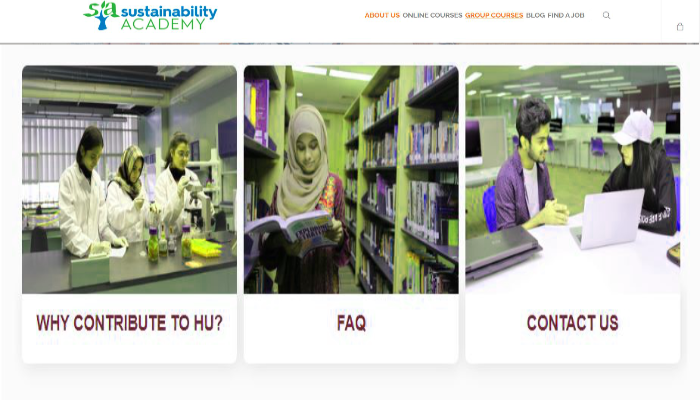 sa sustainability
ACADEMY
ABOUT US ONLINE COURSES GROUP COURSES BLOG FIND A JOB
WHY CONTRIBUTE TO HU?
FAQ
CONTACT US